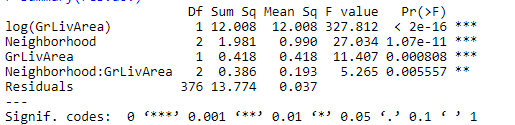 Df Sum Sq Mean Sq F value Pr(>F)
log(GrLivArea) 1 12.008 12.008 327.812 < 2e-16 ***
Neighborhood 2 1.981 0.990 27.034 1.07e-11 ***
GrLivArea 1 0.418 0.418 11.407 0.000808 ***
Neighborhood:GrLivArea 2 0.386 0.193 5.265 0.005557 **
Residuals 376 13.774 0.037
---
Signif. codes: 0 ‘***’ 0.001 ‘**’ 0.01 ‘*’ 0.05 ‘.’ 0.1 ‘ ’ 1